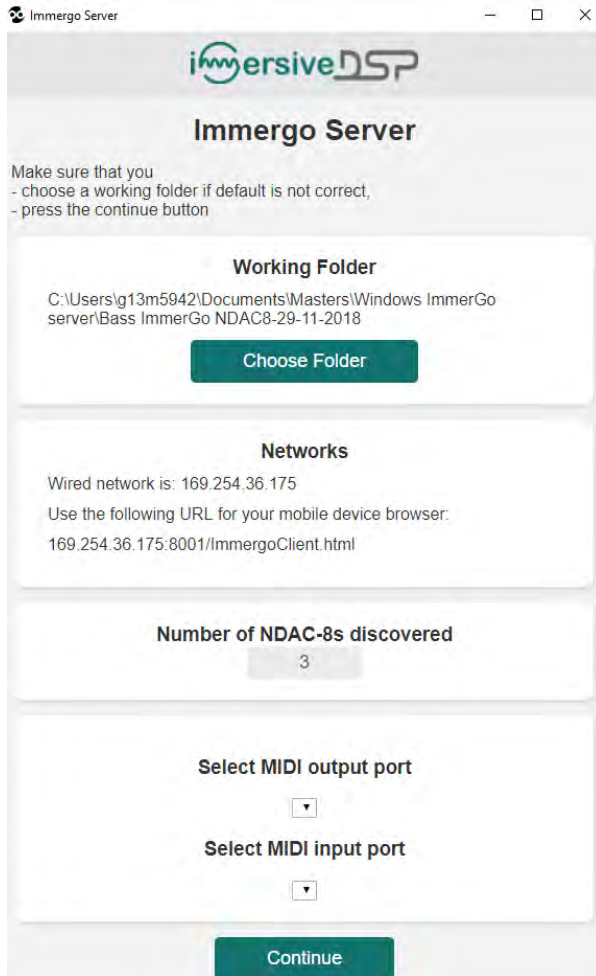 Immergo Server
immersiveDSP
Immergo Server
Make sure that you
- choose a working folder if default is not correct,
- press the continue button
Working Folder
C:\Users\g13m5942\Documents\Masters\Windows ImmerGo
server\Bass ImmerGo NDAC8-29-11-2018
Choose Folder
Networks
Wired network is: 169.254.36.175
Use the following URL for your mobile device browser:
169.254.36.175:8001/ImmergoClient.html
Number of NDAC-8s discovered
3
Select MIDI output port
Select MIDI input port
Continue